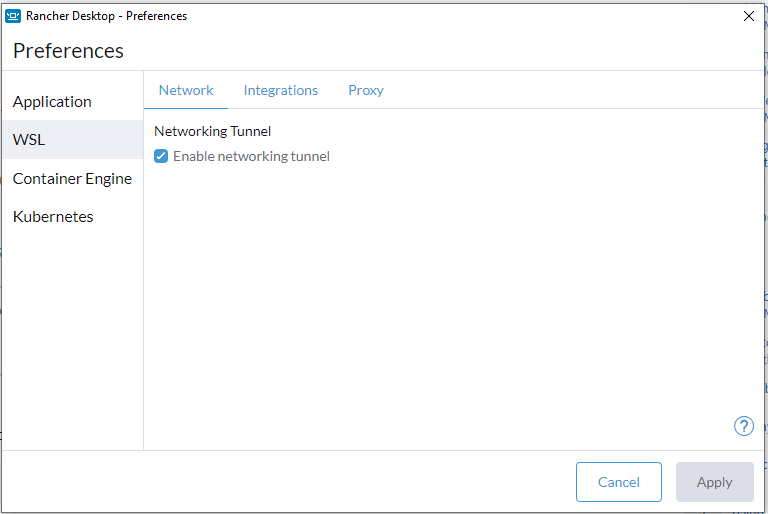 Rancher Desktop - Preferences
Preferences
Application
WSL
Container Engine
Kubernetes
Network Integrations Proxy
Networking Tunnel
Enable networking tunnel
?
Cancel Apply